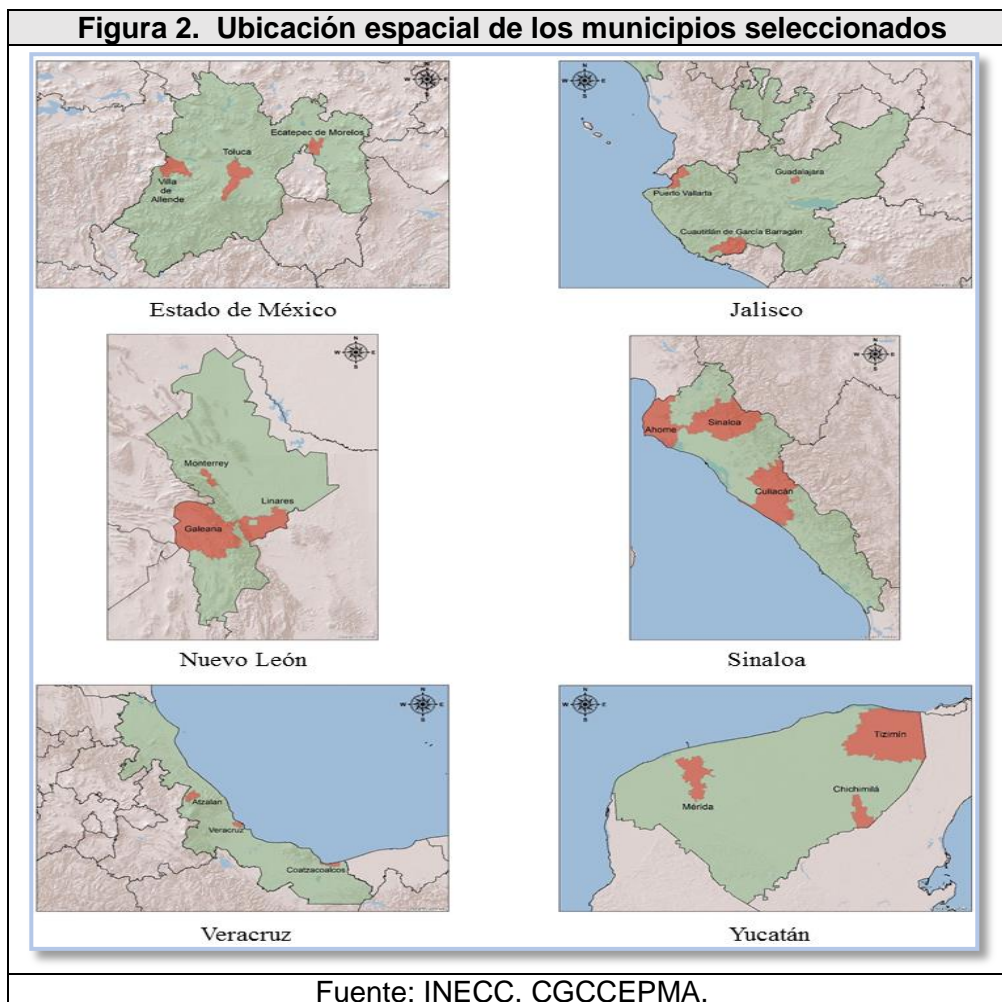 Figura 2. Ubicación espacial de los municipios seleccionados
N
W E
S
Ecatepec de Morelos
Toluca
Villa
de
Allende
Estado de México
N
W E
S
Guadalajara
Puerto Vallarta
Cuautitlán de García Barragán
Jalisco
N
W E
S
Monterrey
Linares
Galeana
Nuevo León
N
W E
S
Ahome
Sinaloa
Culiacán
Sinaloa
N
W E
S
Atzalan
Veracruz
Coatzacoalcos
Veracruz
N
W E
S
Tizimín
Mérida
Chichimilá
Yucatán
Fuente: INECC, CGCCEPMA.